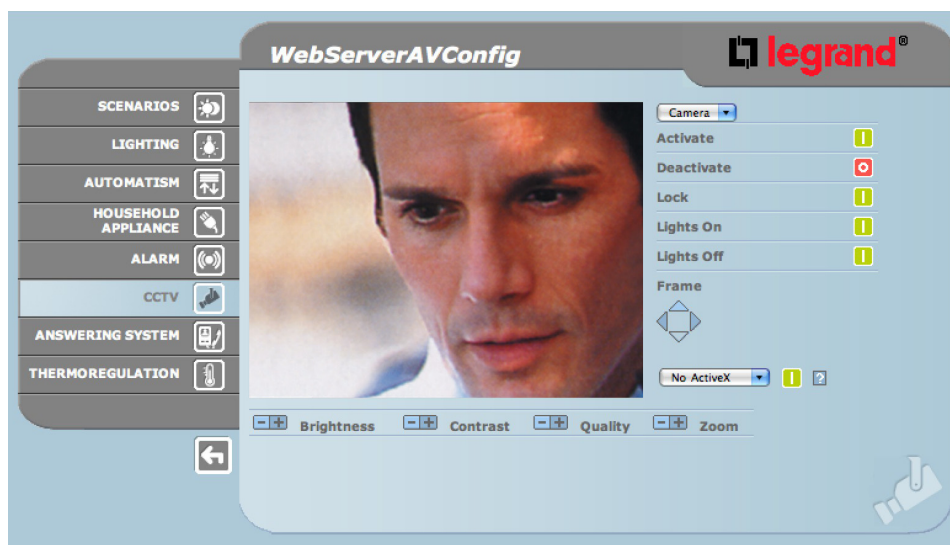 WebServerAVConfig
legrand®
SCENARIOS
LIGHTING
AUTOMATISM
HOUSEHOLD
APPLIANCE
ALARM
CCTV
ANSWERING SYSTEM
THERMOREGULATION
Camera
Activate
Deactivate
Lock
Lights On
Lights Off
Frame
No ActiveX
?
Brightness
Contrast
Quality
Zoom